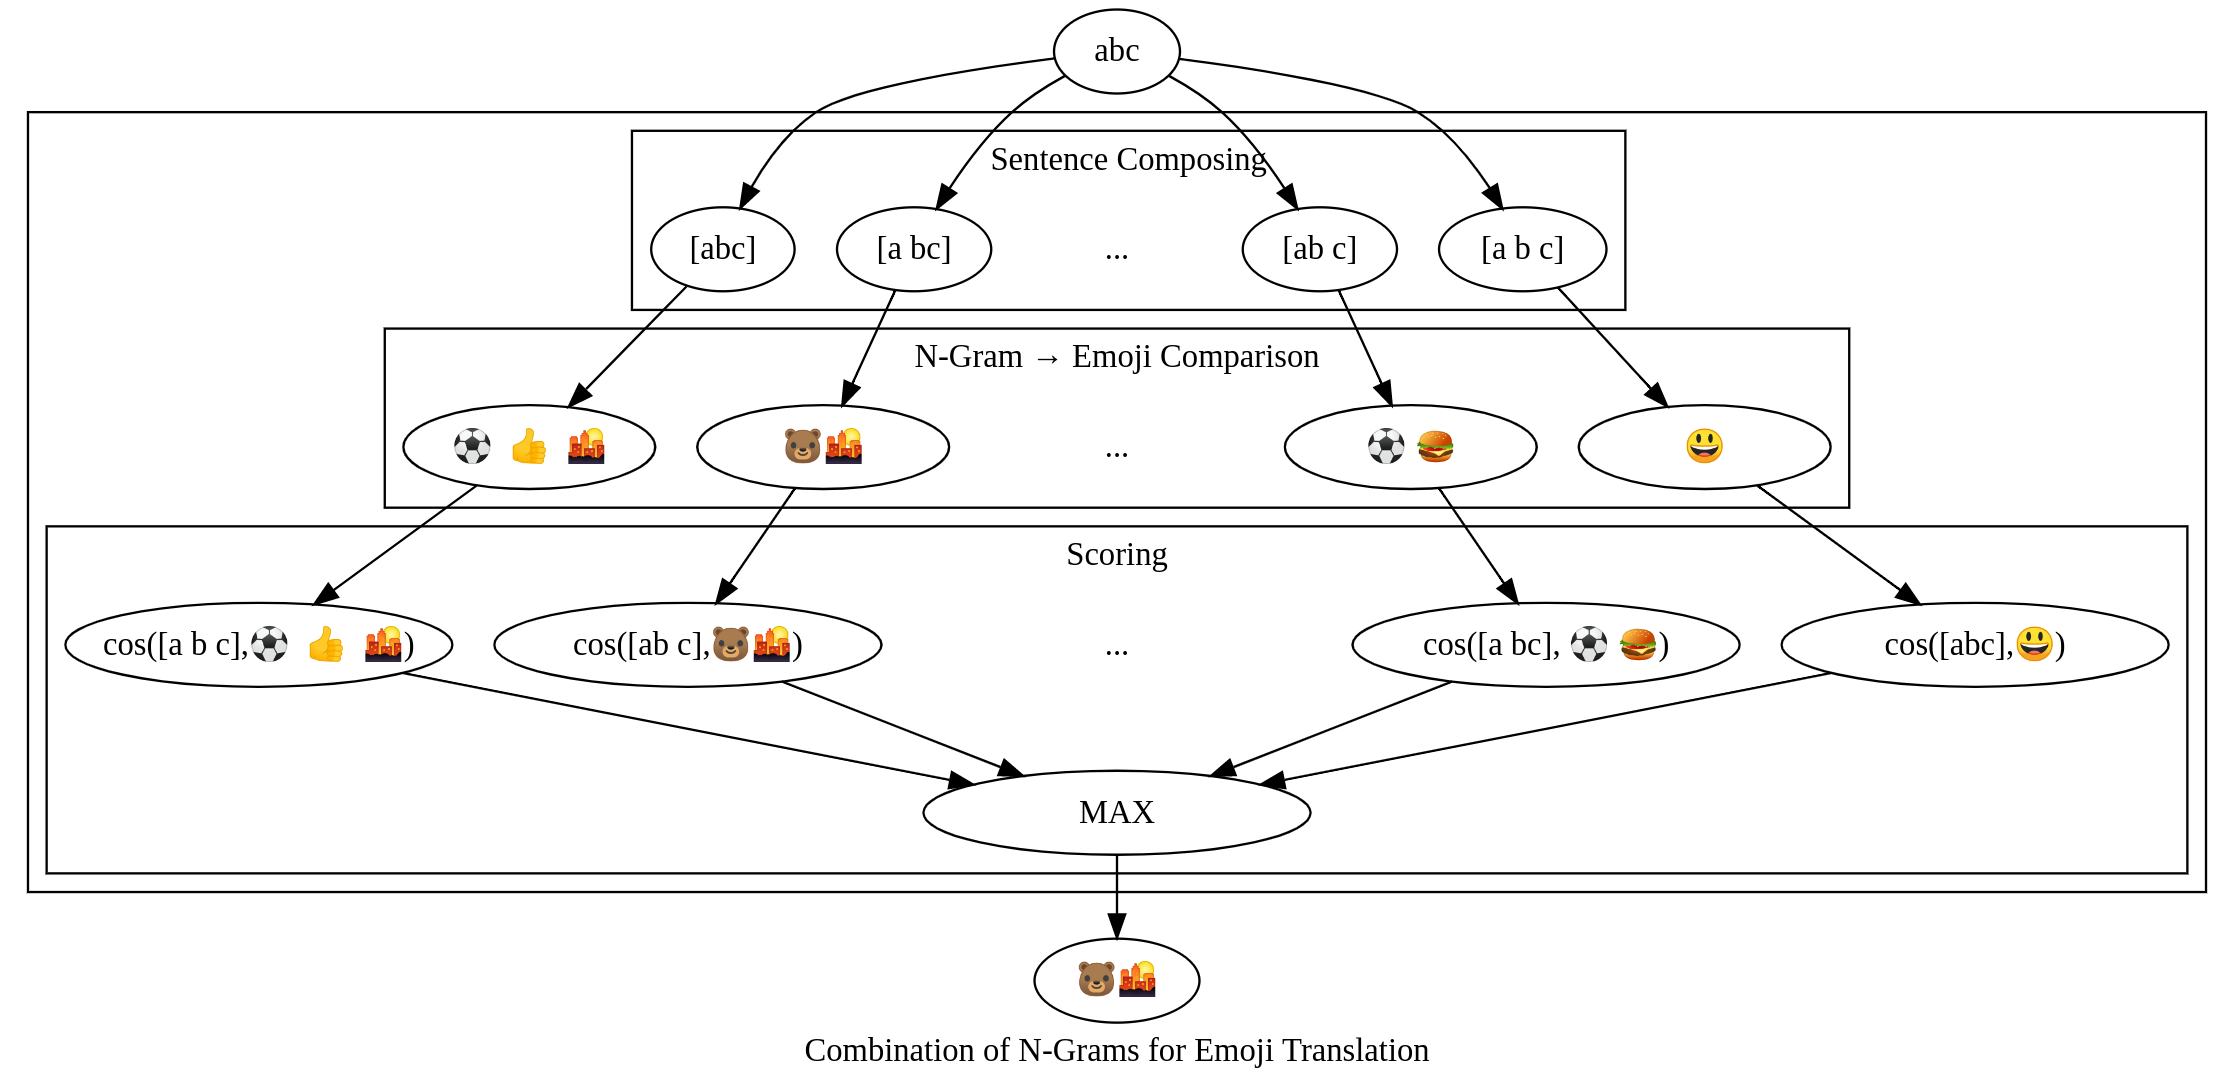 abc
Sentence Composing
[abc] [a bc] ... [ab c] [a b c]
N-Gram → Emoji Comparison
⚽ 👍 🌇 🐻🌇 ... ⚽ 🍔 😃
Scoring
cos([a b c],⚽ 👍 🌇) cos([ab c],🐻🌇) ... cos([a bc], ⚽ 🍔) cos([abc],😃)
MAX
🐻🌇
Combination of N-Grams for Emoji Translation